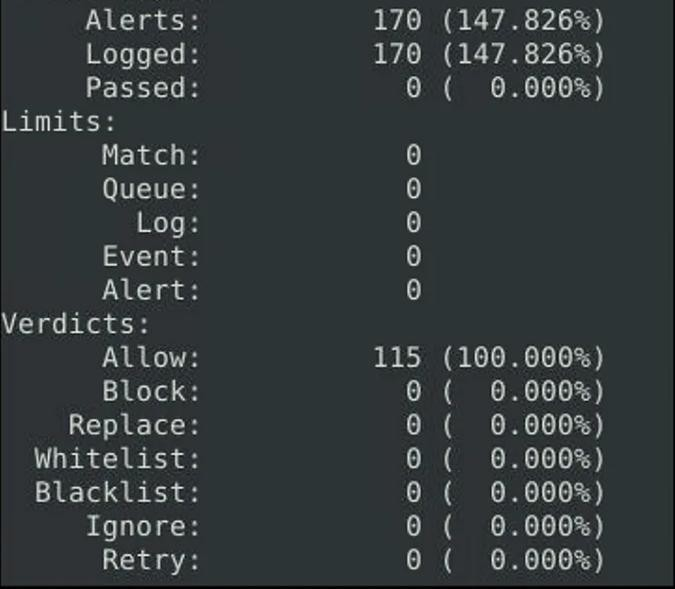 Alerts: 170 (147.826%)
Logged: 170 (147.826%)
Passed: 0 ( 0.000%)
Limits:
Match: 0
Queue: 0
Log: 0
Event: 0
Alert: 0
Verdicts:
Allow: 115 (100.000%)
Block: 0 ( 0.000%)
Replace: 0 ( 0.000%)
Whitelist: 0 ( 0.000%)
Blacklist: 0 ( 0.000%)
Ignore: 0 ( 0.000%)
Retry: 0 ( 0.000%)